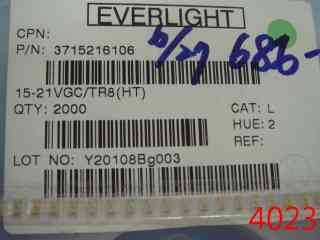 EVERLIGHT
CPN:
P/N: 3715216106
6/27 686-
15-21VGC/TR8(HT)
QTY: 2000
CAT: L
HUE: 2
REF:
LOT NO: Y20108Bg003
4023